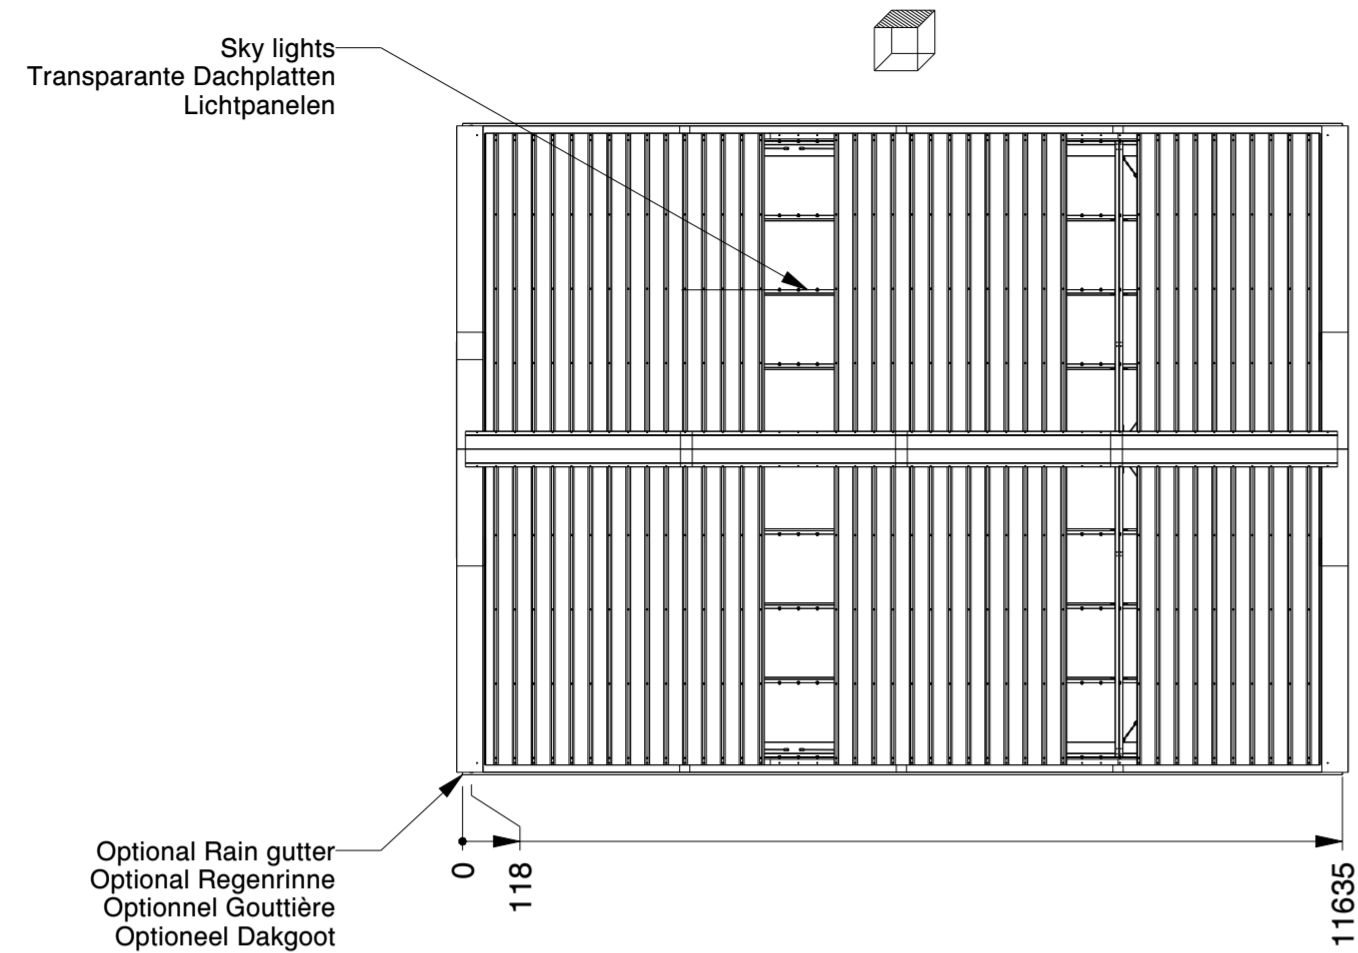 Sky lights
Transparante Dachplatten
Lichtpanelen
Optional Rain gutter
Optional Regenrinne
Optionnel Gouttière
Optioneel Dakgoot
0
118
11635